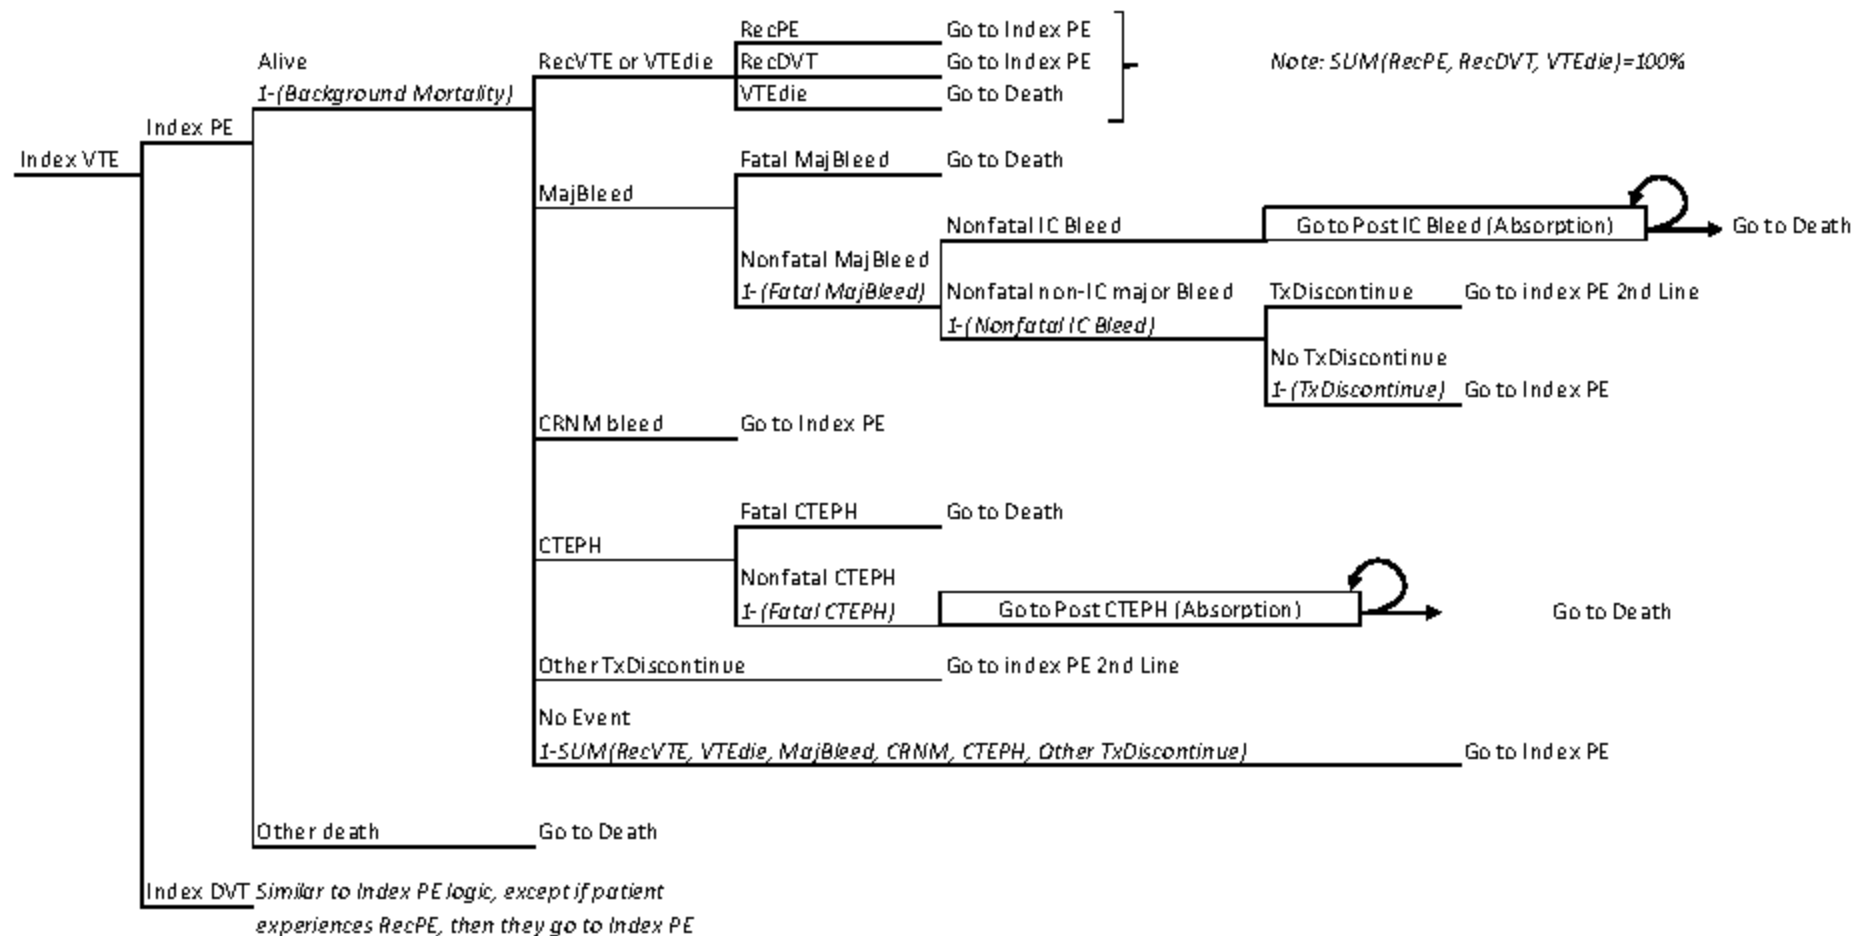 RecPE Go to Index PE
Alive RecVTE or VTEdie RecDVT Go to Index PE Note: SUM(RecPE, RecDVT, VTEdie)=100%
1-(Background Mortality) VTEdie Go to Death
Index PE
Index VTE Fatal MajBleed Go to Death
MajBleed
Nonfatal IC Bleed Go to Post IC Bleed (Absorption) Go to Death
Nonfatal MajBleed
1-(Fatal MajBleed) Nonfatal non-IC major Bleed TxDiscontinue Go to index PE 2nd Line
1-(Nonfatal IC Bleed)
No TxDiscontinue
1-(TxDiscontinue) Go to Index PE
CRNM bleed Go to Index PE
Fatal CTEPH Go to Death
CTEPH
Nonfatal CTEPH
1-(Fatal CTEPH) Go to Post CTEPH (Absorption) Go to Death
Other TxDiscontinue Go to index PE 2nd Line
No Event
1-SUM(RecVTE, VTEdie, MajBleed, CRNM, CTEPH, Other TxDiscontinue) Go to Index PE
Other death Go to Death
Index DVT Similar to Index PE logic, except if patient
experiences RecPE, then they go to Index PE